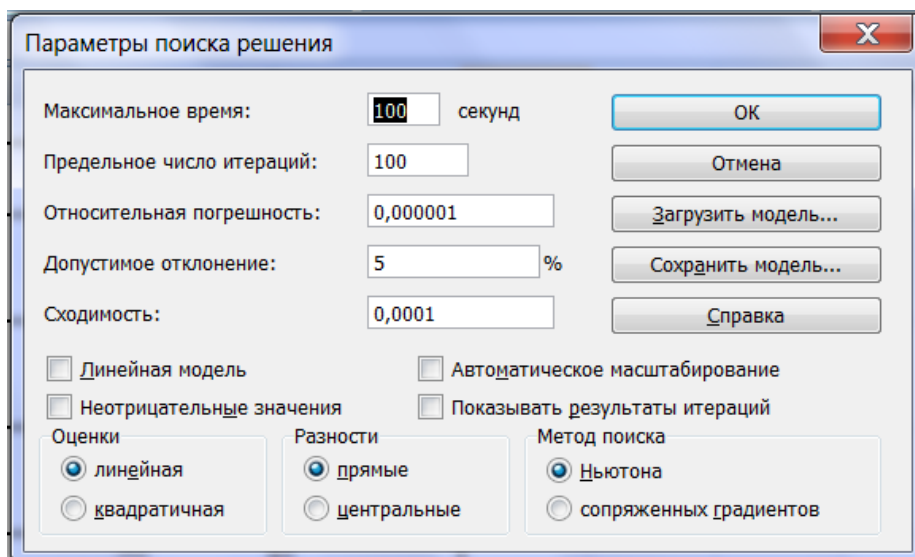 Параметры поиска решения
Максимальное время: 100 секунд ОК
Предельное число итераций: 100 Отмена
Относительная погрешность: 0,000001 Загрузить модель...
Допустимое отклонение: 5 % Сохранить модель...
Сходимость: 0,0001 Справка
Линейная модель Автоматическое масштабирование
Неотрицательные значения Показывать результаты итераций
Оценки Разности Метод поиска
линейная прямые Ньютона
квадратичная центральные сопряженных градиентов